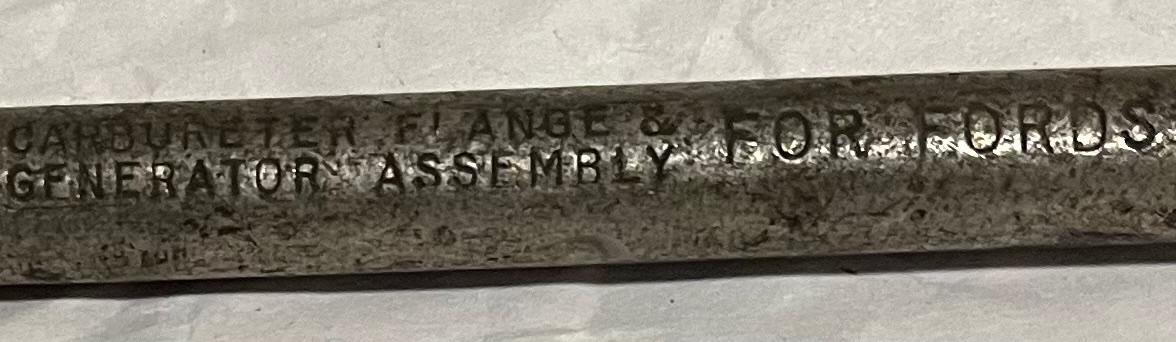 CARBURETER FLANGE &
GENERATOR ASSEMBLY
FOR FORDS